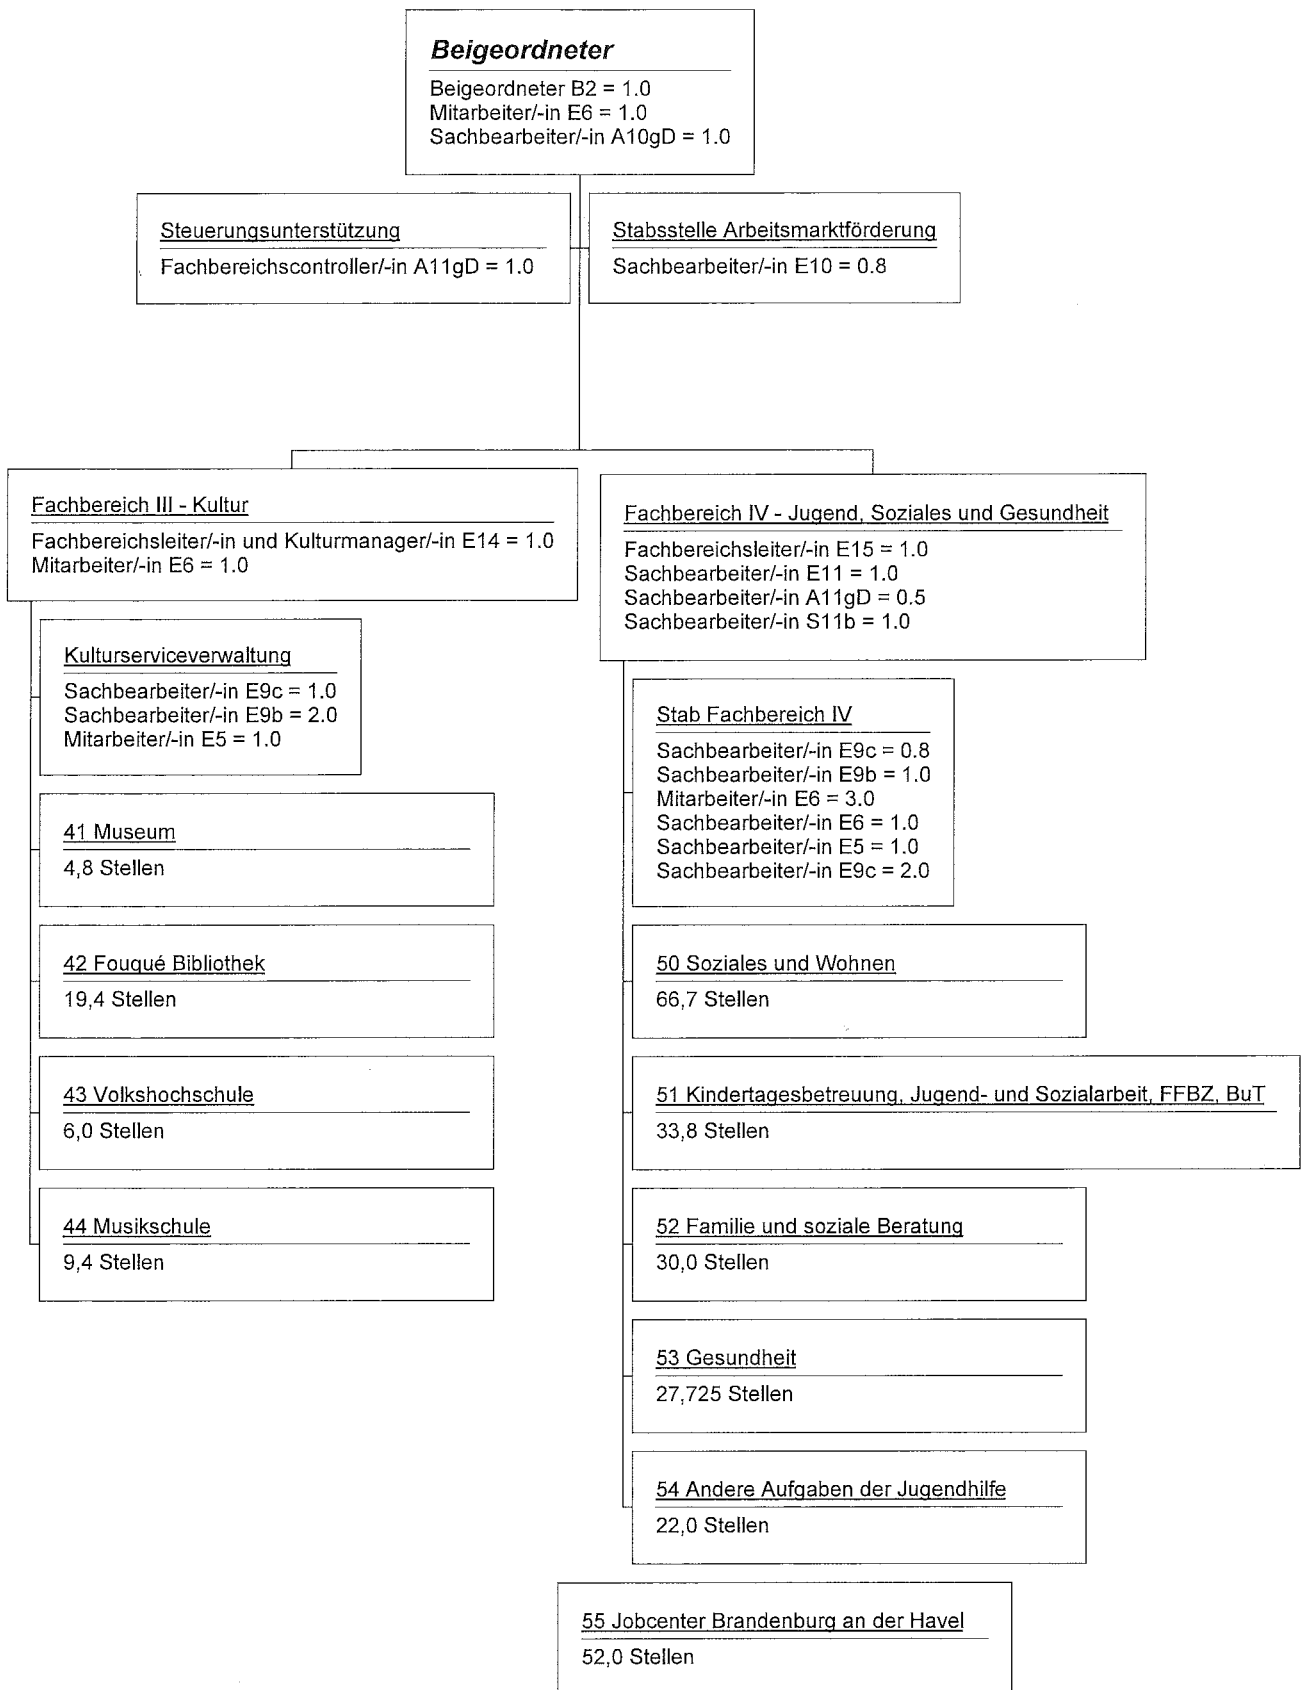 Beigeordneter
Beigeordneter B2 = 1.0
Mitarbeiter/-in E6 = 1.0
Sachbearbeiter/-in A10gD = 1.0
Steuerungsunterstützung
Fachbereichscontroller/-in A11gD = 1.0
Stabsstelle Arbeitsmarktförderung
Sachbearbeiter/-in E10 = 0.8
Fachbereich III - Kultur
Fachbereichsleiter/-in und Kulturmanager/-in E14 = 1.0
Mitarbeiter/-in E6 = 1.0
Kulturserviceverwaltung
Sachbearbeiter/-in E9c = 1.0
Sachbearbeiter/-in E9b = 2.0
Mitarbeiter/-in E5 = 1.0
41 Museum
4,8 Stellen
42 Fouqué Bibliothek
19,4 Stellen
43 Volkshochschule
6,0 Stellen
44 Musikschule
9,4 Stellen
Fachbereich IV - Jugend, Soziales und Gesundheit
Fachbereichsleiter/-in E15 = 1.0
Sachbearbeiter/-in E11 = 1.0
Sachbearbeiter/-in A11gD = 0.5
Sachbearbeiter/-in S11b = 1.0
Stab Fachbereich IV
Sachbearbeiter/-in E9c = 0.8
Sachbearbeiter/-in E9b = 1.0
Mitarbeiter/-in E6 = 3.0
Sachbearbeiter/-in E6 = 1.0
Sachbearbeiter/-in E5 = 1.0
Sachbearbeiter/-in E9c = 2.0
50 Soziales und Wohnen
66,7 Stellen
51 Kindertagesbetreuung, Jugend- und Sozialarbeit, FFBZ, BuT
33,8 Stellen
52 Familie und soziale Beratung
30,0 Stellen
53 Gesundheit
27,725 Stellen
54 Andere Aufgaben der Jugendhilfe
22,0 Stellen
55 Jobcenter Brandenburg an der Havel
52,0 Stellen